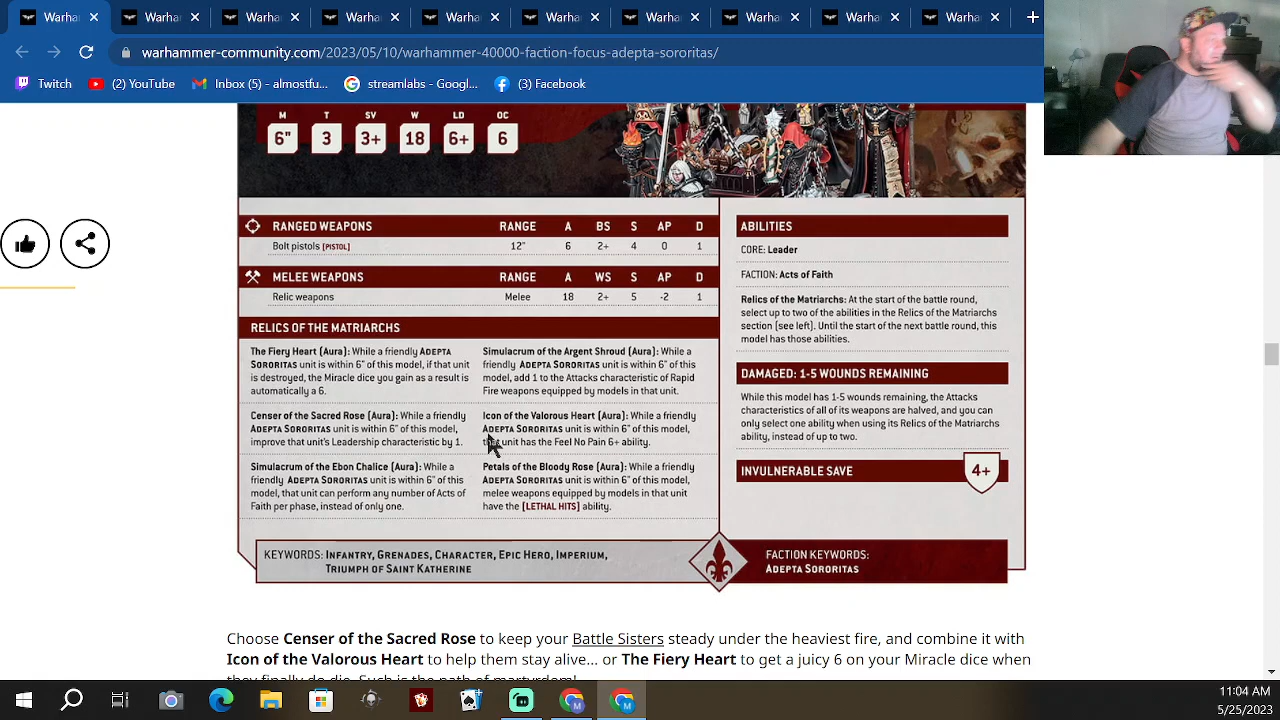 Warha
Warha
Warha
Warha
Warha
Warha
Warha
Warha
Warha
Warha
warhammer-community.com/2023/05/10/warhammer-40000-faction-focus-adepta-sororitas/
Twitch
(2) YouTube
Inbox (5) - almostfu...
streamlabs - Googl...
(3) Facebook
M T SV W LD OC
6" 3 3+ 18 6+ 6
RANGED WEAPONS RANGE A BS S AP D
Bolt pistols [PISTOL] 12" 6 2+ 4 0 1
MELEE WEAPONS RANGE A WS S AP D
Relic weapons Melee 18 2+ 5 -2 1
RELICS OF THE MATRIARCHS
The Fiery Heart (Aura): While a friendly ADEPTA
SORORITAS unit is within 6" of this model, if that unit
is destroyed, the Miracle dice you gain as a result is
automatically a 6.
Censer of the Sacred Rose (Aura): While a friendly
ADEPTA SORORITAS unit is within 6" of this model,
improve that unit's Leadership characteristic by 1.
Simulacrum of the Ebon Chalice (Aura): While a
friendly ADEPTA SORORITAS unit is within 6" of this
model, that unit can perform any number of Acts of
Faith per phase, instead of only one.
Simulacrum of the Argent Shroud (Aura): While a
friendly ADEPTA SORORITAS unit is within 6" of this
model, add 1 to the Attacks characteristic of Rapid
Fire weapons equipped by models in that unit.
Icon of the Valorous Heart (Aura): While a friendly
ADEPTA SORORITAS unit is within 6" of this model,
unit has the Feel No Pain 6+ ability.
Petals of the Bloody Rose (Aura): While a friendly
ADEPTA SORORITAS unit is within 6" of this model,
melee weapons equipped by models in that unit
have the [LETHAL HITS] ability.
ABILITIES
CORE: Leader
FACTION: Acts of Faith
Relics of the Matriarchs: At the start of the battle round,
select up to two of the abilities in the Relics of the Matriarchs
section (see left). Until the start of the next battle round, this
model has those abilities.
DAMAGED: 1-5 WOUNDS REMAINING
While this model has 1-5 wounds remaining, the Attacks
characteristics of all of its weapons are halved, and you can
only select one ability when using its Relics of the Matriarchs
ability, instead of up to two.
INVULNERABLE SAVE 4+
KEYWORDS: INFANTRY, GRENADES, CHARACTER, EPIC HERO, IMPERIUM,
TRIUMPH OF SAINT KATHERINE
FACTION KEYWORDS:
ADEPTA SORORITAS
Choose Censer of the Sacred Rose to keep your Battle Sisters steady under the heaviest fire, and combine it with
Icon of the Valorous Heart to help them stay alive... or The Fiery Heart to get a juicy 6 on your Miracle dice when
they finally do. Such is the path of martyrdom!
11:04 AM
5/25/2023